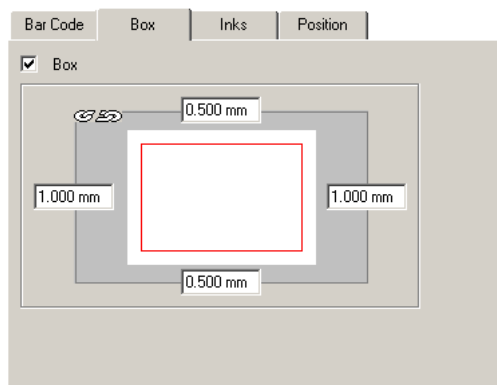 Bar Code Box Inks Position
Box
0.500 mm
1.000 mm 1.000 mm
0.500 mm